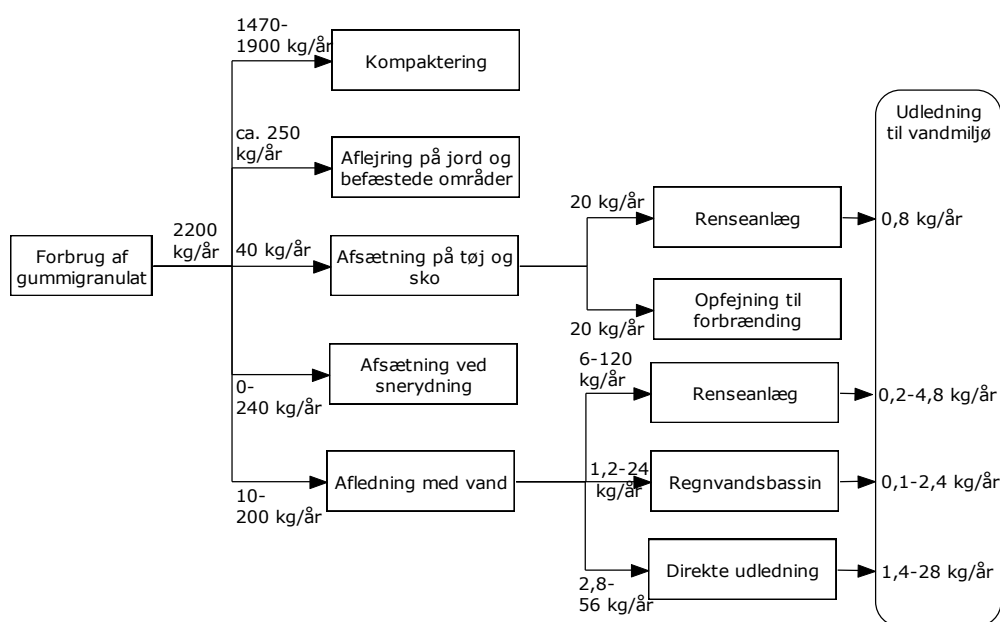 1470-
1900 kg/år
Kompaktering
Udledning
til vandmiljø
ca. 250
kg/år
Aflejring på jord og
befæstede områder
2200
kg/år
Forbrug af
gummigranulat
40 kg/år
Afsætning på tøj og
sko
20 kg/år
Renseanlæg
0,8 kg/år
20 kg/år
Opfejning til
forbrænding
0-
240 kg/år
Afsætning ved
snerydning
6-120
kg/år
Renseanlæg
0,2-4,8 kg/år
10-
200 kg/år
Afledning med vand
1,2-24
kg/år
Regnvandsbassin
0,1-2,4 kg/år
2,8-
56 kg/år
Direkte udledning
1,4-28 kg/år